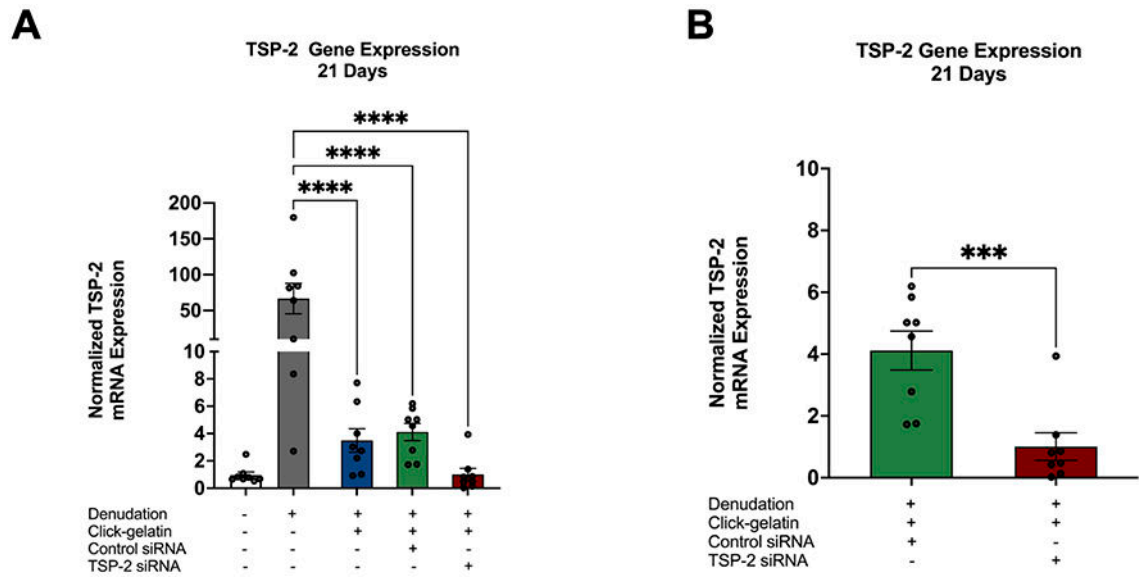 A
TSP-2 Gene Expression
21 Days
****
****
****
Normalized TSP-2
mRNA Expression
200
150
100
50
10
8
6
4
2
0
Denudation - + + + +
Click-gelatin - - + + +
Control siRNA - - - + -
TSP-2 siRNA - - - - +
B
TSP-2 Gene Expression
21 Days
***
Normalized TSP-2
mRNA Expression
10
8
6
4
2
0
Denudation + +
Click-gelatin + +
Control siRNA + -
TSP-2 siRNA - +